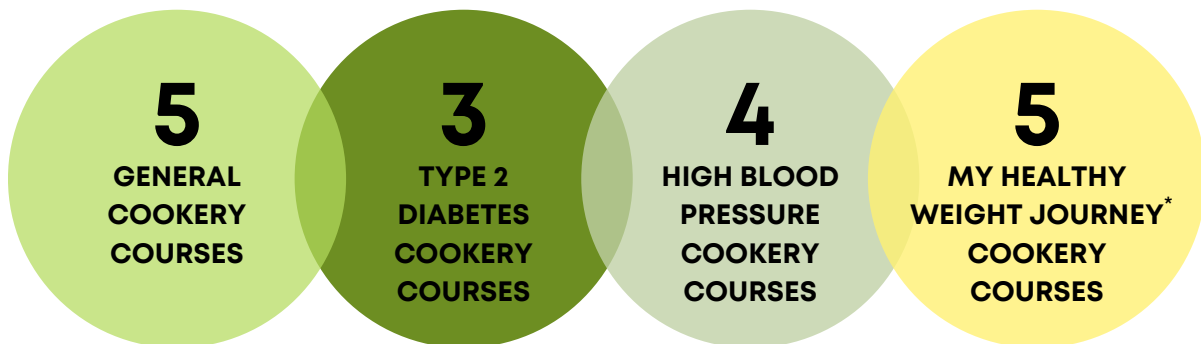 5
GENERAL
COOKERY
COURSES
3
TYPE 2
DIABETES
COOKERY
COURSES
4
HIGH BLOOD
PRESSURE
COOKERY
COURSES
5
MY HEALTHY
WEIGHT JOURNEY*
COOKERY
COURSES